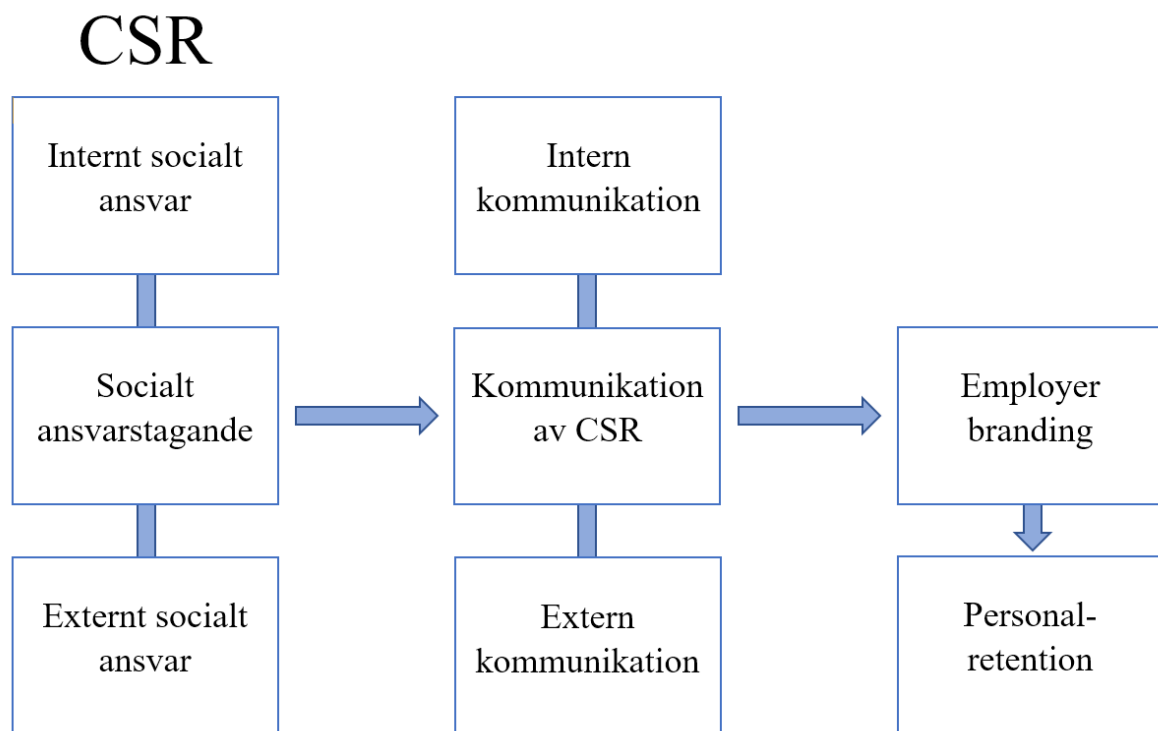 CSR
Internt socialt
ansvar
Intern
kommunikation
Socialt
ansvarstagande
Kommunikation
av CSR
Employer
branding
Externt socialt
ansvar
Extern
kommunikation
Personal-
retention